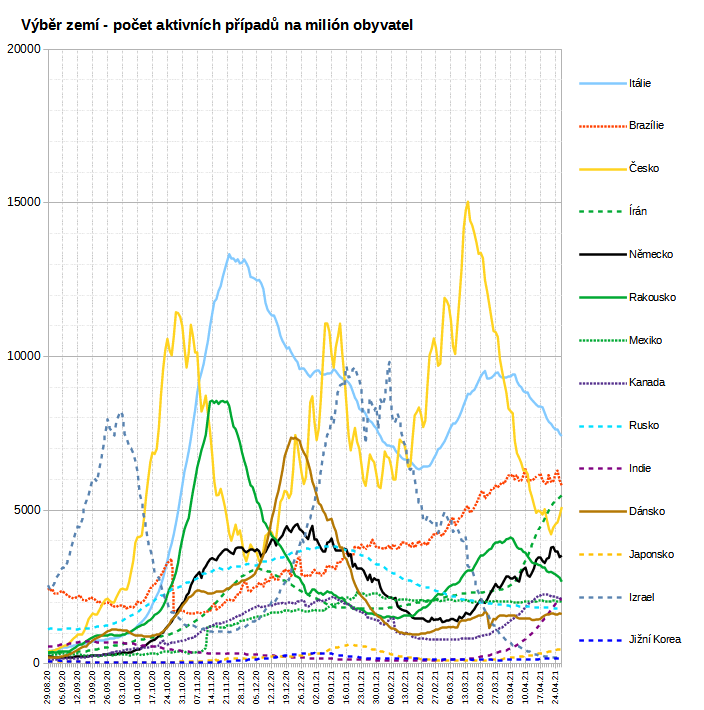 Výběr zemí - počet aktivních případů na milión obyvatel
20000
15000
10000
5000
0
Itálie
Brazílie
Česko
Írán
Německo
Rakousko
Mexiko
Kanada
Rusko
Indie
Dánsko
Japonsko
Izrael
Jižní Korea
29.08.20
05.09.20
12.09.20
19.09.20
26.09.20
03.10.20
10.10.20
17.10.20
24.10.20
31.10.20
07.11.20
14.11.20
21.11.20
28.11.20
05.12.20
12.12.20
19.12.20
26.12.20
02.01.21
09.01.21
16.01.21
23.01.21
30.01.21
06.02.21
13.02.21
20.02.21
27.02.21
06.03.21
13.03.21
20.03.21
27.03.21
03.04.21
10.04.21
17.04.21
24.04.21